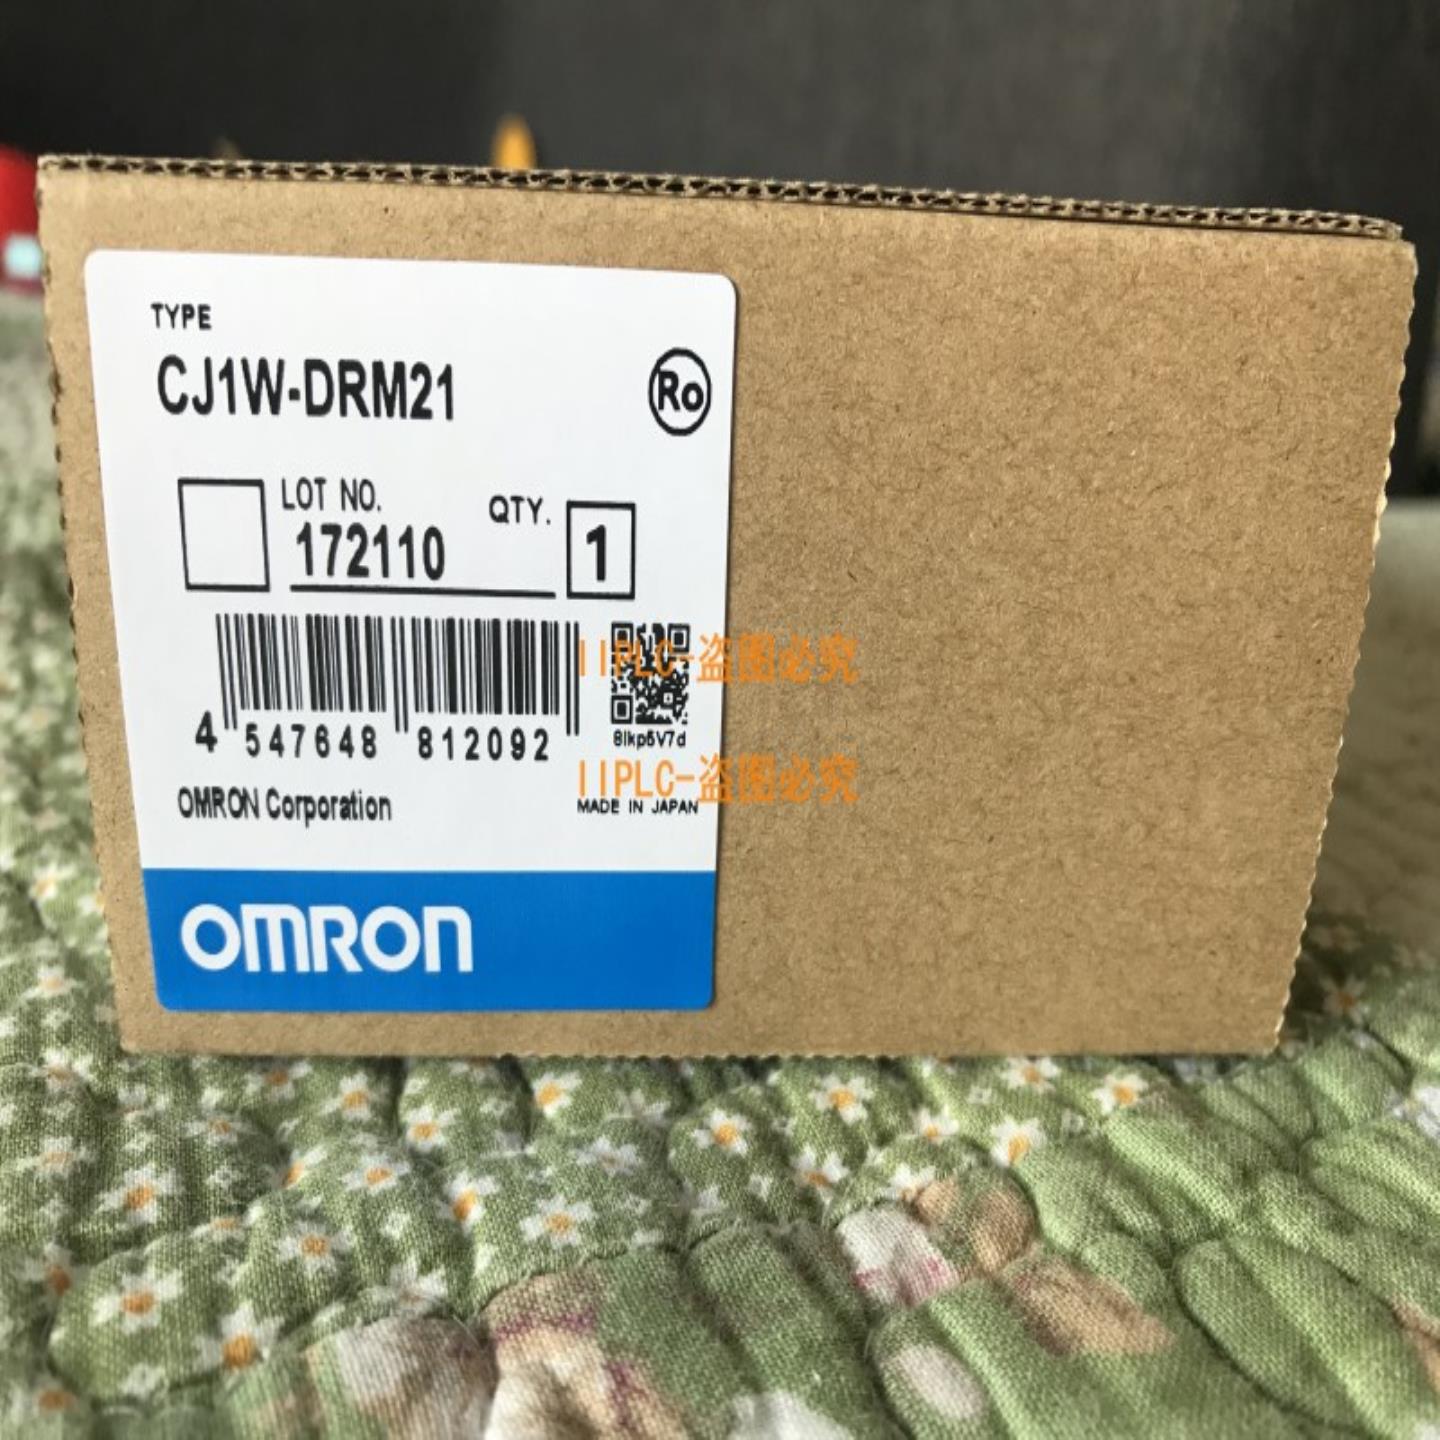 TYPE
CJ1W-DRM21
Ro
LOT NO.
172110
QTY.
1
4 547648 812092
8lkp5V7d
IIPLC-盗图必究
IIPLC-盗图必究
OMRON Corporation
MADE IN JAPAN
OMRON